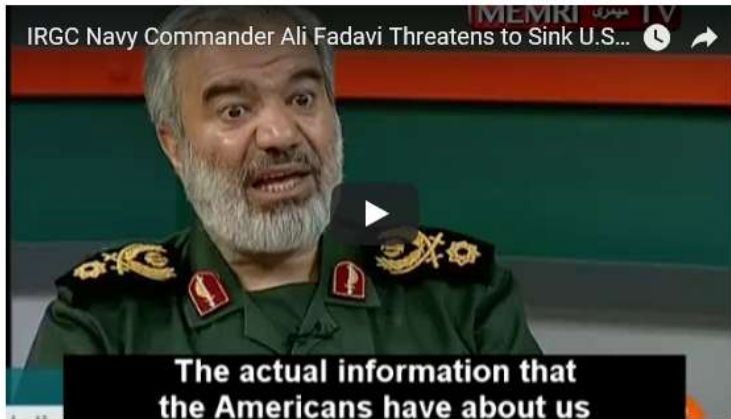 MEMRI TV
IRGC Navy Commander Ali Fadavi Threatens to Sink U.S...
The actual information that
the Americans have about us